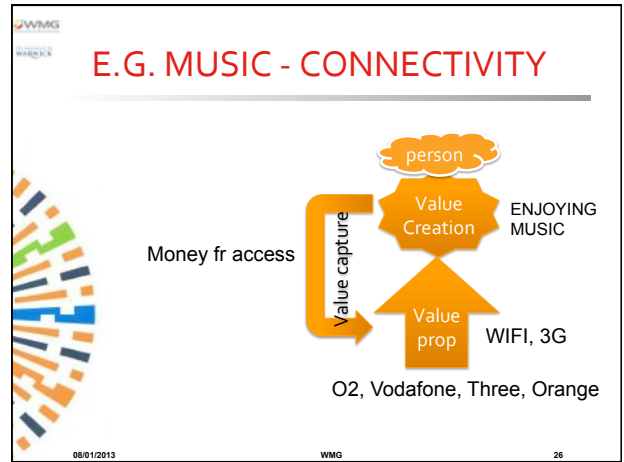 WMG
WARWICK
E.G. MUSIC - CONNECTIVITY
person
Value
Creation
ENJOYING
MUSIC
Value capture
Money fr access
Value
prop
WIFI, 3G
O2, Vodafone, Three, Orange
08/01/2013
WMG
26